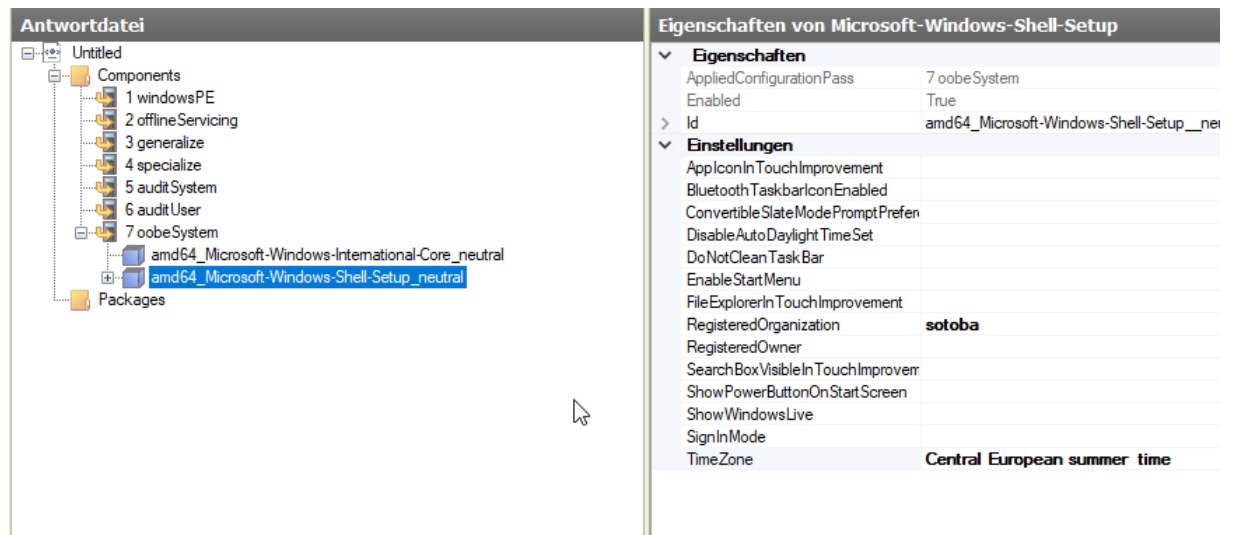 Antwortdatei
Untitled
Components
1 windowsPE
2 offlineServicing
3 generalize
4 specialize
5 auditSystem
6 auditUser
7 oobeSystem
amd64_Microsoft-Windows-International-Core_neutral
amd64_Microsoft-Windows-Shell-Setup_neutral
Packages
Eigenschaften von Microsoft-Windows-Shell-Setup
Eigenschaften
AppliedConfigurationPass 7 oobeSystem
Enabled True
Id amd64_Microsoft-Windows-Shell-Setup__neu
Einstellungen
AppIconInTouchImprovement
BluetoothTaskbarIconEnabled
ConvertibleSlateModePromptPrefer
DisableAutoDaylightTimeSet
DoNotCleanTaskBar
EnableStartMenu
FileExplorerInTouchImprovement
RegisteredOrganization sotoba
RegisteredOwner
SearchBoxVisibleInTouchImprovem
ShowPowerButtonOnStartScreen
ShowWindowsLive
SignInMode
TimeZone Central European summer time